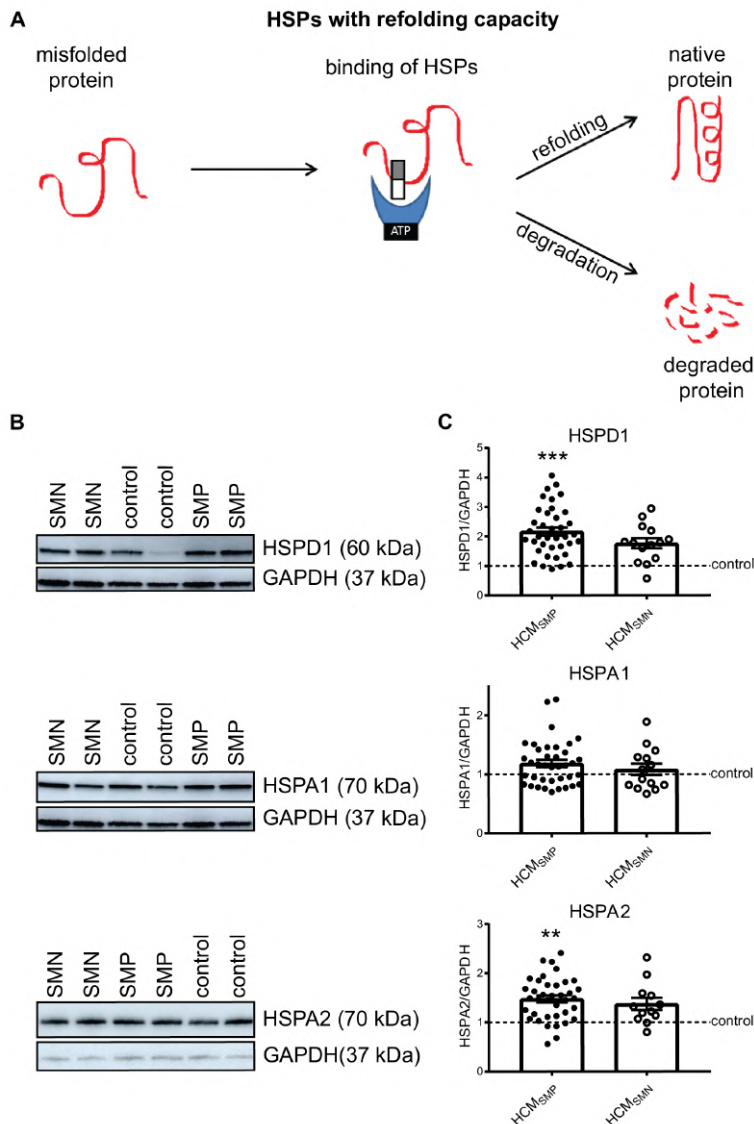 A
HSPs with refolding capacity
misfolded
protein
binding of HSPs
native
protein
ATP
refolding
degradation
degraded
protein
B
SMN
SMN
control
control
SMP
SMP
HSPD1 (60 kDa)
GAPDH (37 kDa)
SMN
SMN
control
control
SMP
SMP
HSPA1 (70 kDa)
GAPDH (37 kDa)
SMN
SMN
SMP
SMP
control
control
HSPA2 (70 kDa)
GAPDH(37 kDa)
C
HSPD1
***
HSPD1/GAPDH
5
4
3
2
1
0
control
HCMSMP
HCMSMN
HSPA1
HSPA1/GAPDH
2
1
0
control
HCMSMP
HCMSMN
HSPA2
**
HSPA2/GAPDH
3
2
1
0
control
HCMSMP
HCMSMN